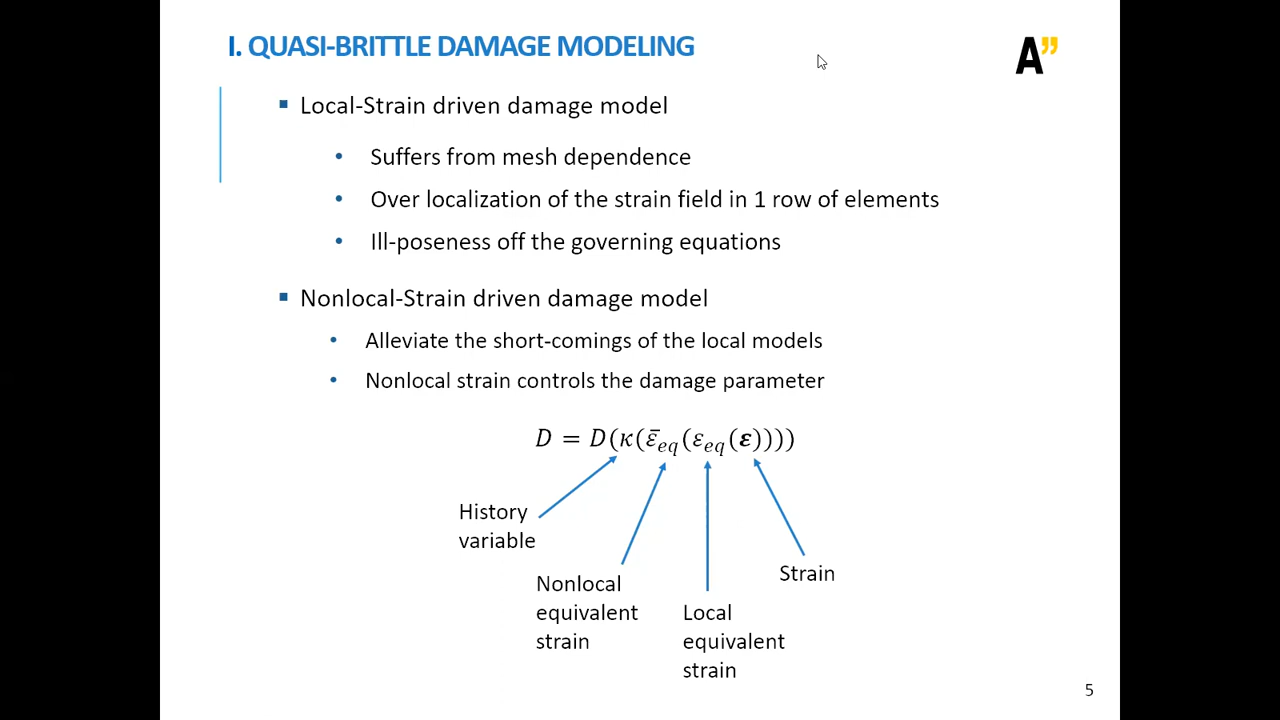 I. QUASI-BRITTLE DAMAGE MODELING
A”
▪ Local-Strain driven damage model
• Suffers from mesh dependence
• Over localization of the strain field in 1 row of elements
• Ill-poseness off the governing equations
▪ Nonlocal-Strain driven damage model
• Alleviate the short-comings of the local models
• Nonlocal strain controls the damage parameter
D = D(κ(ε̄_eq(ε_eq(𝜺))))
History
variable
Nonlocal
equivalent
strain
Local
equivalent
strain
Strain
5